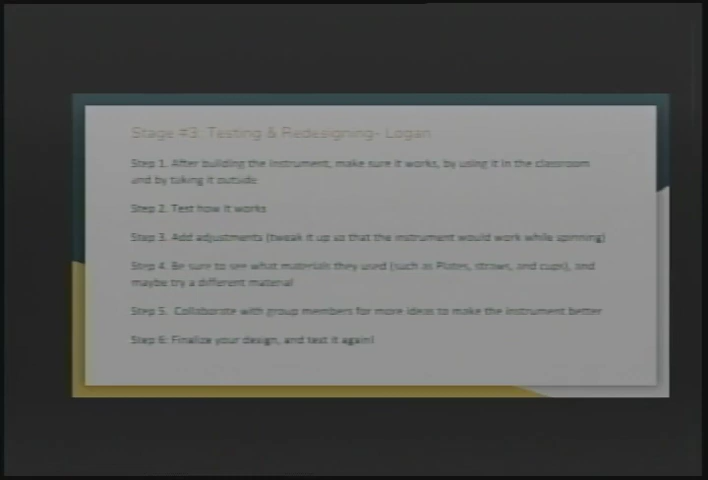 Stage #3: Testing & Redesigning- Logan
Step 1. After building the instrument, make sure it works, by using it in the classroom
and by taking it outside
Step 2. Test how it works
Step 3. Add adjustments (tweak it up so that the instrument would work while spinning)
Step 4. Be sure to see what materials they used (such as Plates, straws, and cups), and
maybe try a different material
Step 5. Collaborate with group members for more ideas to make the instrument better
Step 6: Finalize your design, and test it again!